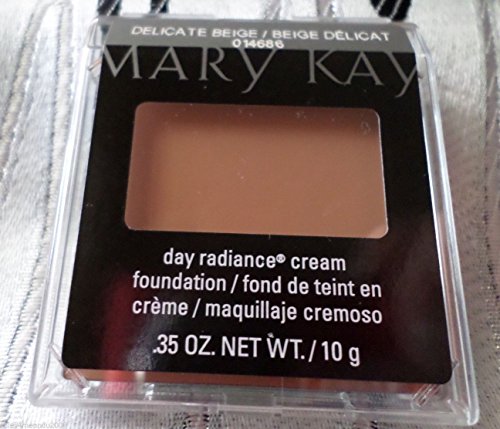 DELICATE BEIGE / BEIGE DÉLICAT
014686
MARY KAY
day radiance® cream
foundation / fond de teint en
crème / maquillaje cremoso
.35 OZ. NET WT. / 10 g